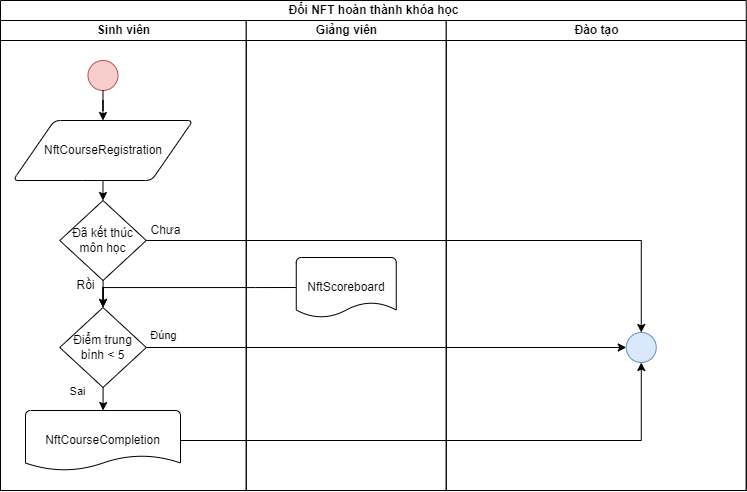 Đổi NFT hoàn thành khóa học
Sinh viên
Giảng viên
Đào tạo
NftCourseRegistration
Đã kết thúc
môn học
Chưa
Rồi
NftScoreboard
Điểm trung
bình < 5
Đúng
Sai
NftCourseCompletion